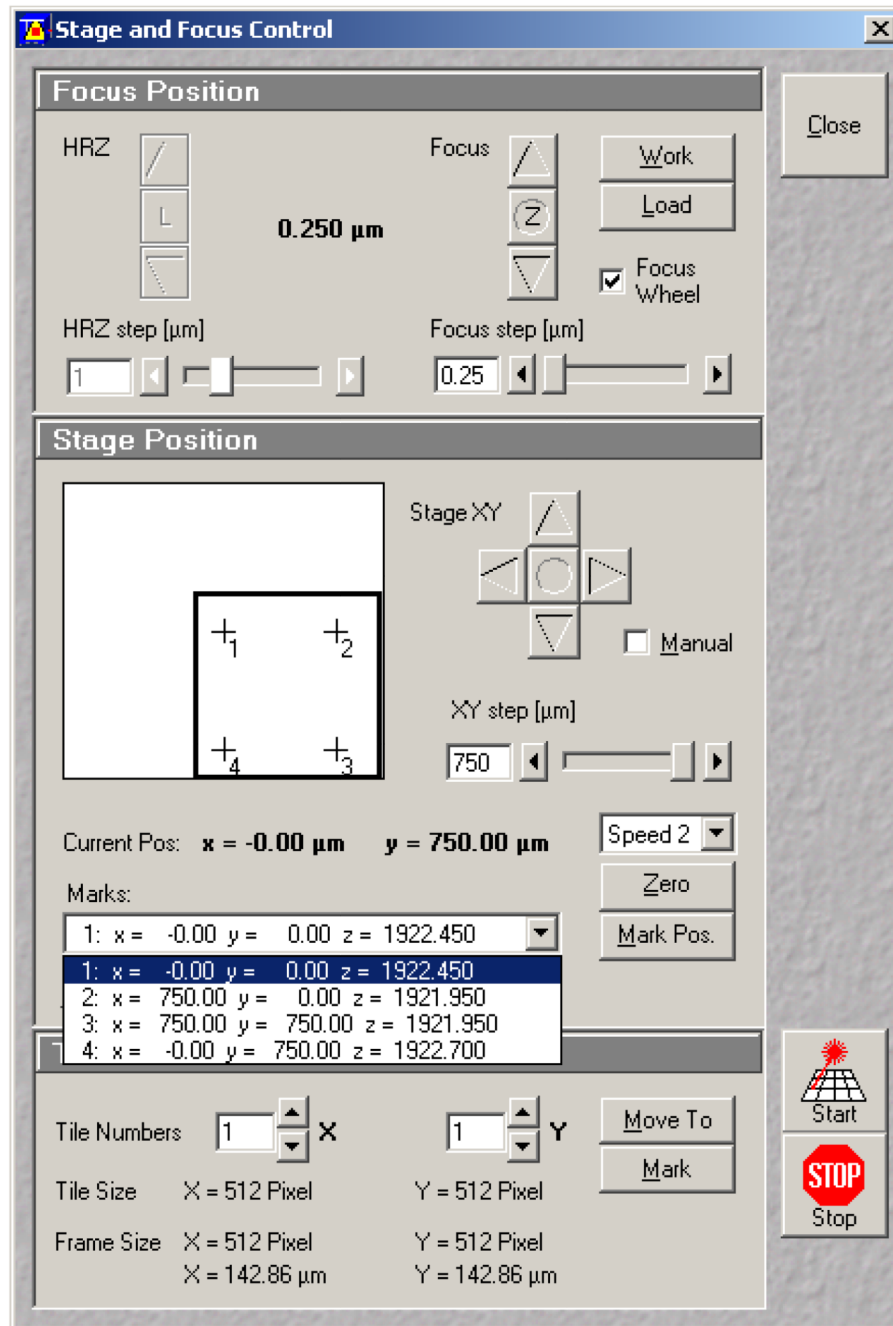 Stage and Focus Control
Close
Focus Position
HRZ
L
0.250 µm
Focus
Z
Work
Load
Focus
Wheel
HRZ step [µm]
1
Focus step [µm]
0.25
Stage Position
1
2
4
3
Stage XY
Manual
XY step [µm]
750
Current Pos: x = -0.00 µm y = 750.00 µm
Speed 2
Zero
Mark Pos.
Marks:
1: x = -0.00 y = 0.00 z = 1922.450
1: x = -0.00 y = 0.00 z = 1922.450
2: x = 750.00 y = 0.00 z = 1921.950
3: x = 750.00 y = 750.00 z = 1921.950
4: x = -0.00 y = 750.00 z = 1922.700
Tile Numbers 1 X 1 Y
Move To
Mark
Tile Size X = 512 Pixel Y = 512 Pixel
Frame Size X = 512 Pixel Y = 512 Pixel
X = 142.86 µm Y = 142.86 µm
Start
STOP
Stop